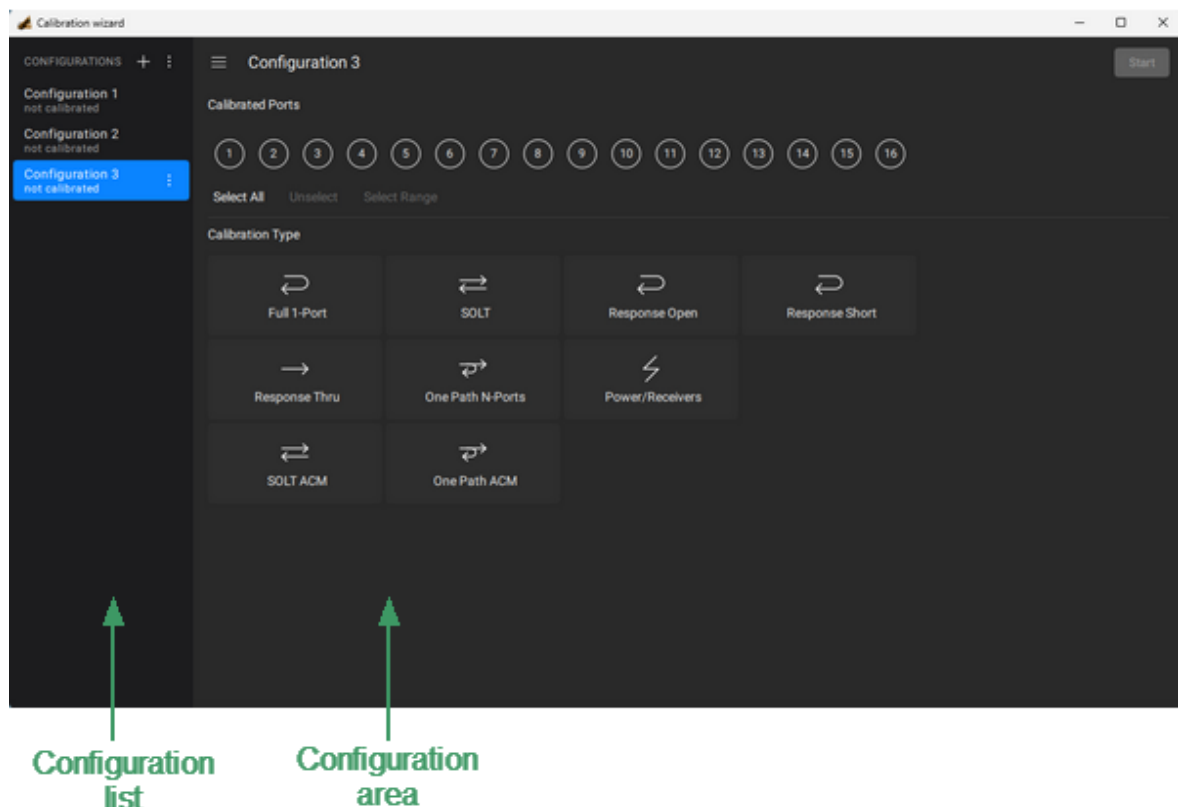 Calibration wizard
CONFIGURATIONS
Configuration 1
not calibrated
Configuration 2
not calibrated
Configuration 3
not calibrated
Configuration 3
Start
Calibrated Ports
1 2 3 4 5 6 7 8 9 10 11 12 13 14 15 16
Select All Unselect Select Range
Calibration Type
Full 1-Port SOLT Response Open Response Short
Response Thru One Path N-Ports Power/Receivers
SOLT ACM One Path ACM
Configuration
list
Configuration
area